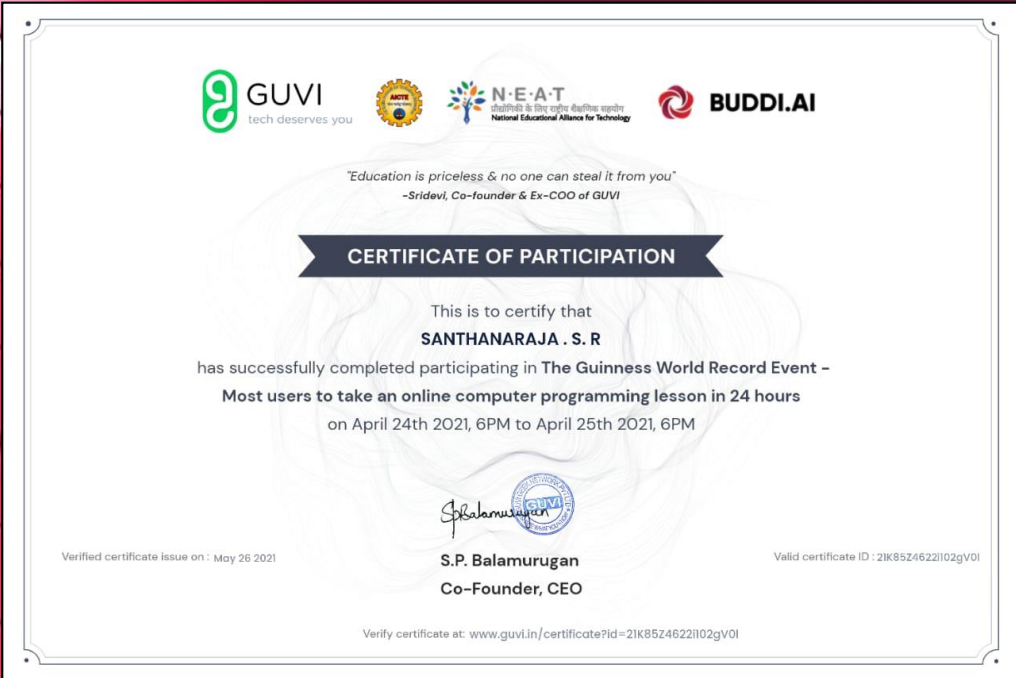 GUVI
tech deserves you
AICTE
N·E·A·T
प्रौद्योगिकी के लिए राष्ट्रीय शैक्षणिक सहयोग
National Educational Alliance for Technology
BUDDI.AI
"Education is priceless & no one can steal it from you"
-Sridevi, Co-founder & Ex-COO of GUVI
CERTIFICATE OF PARTICIPATION
This is to certify that
SANTHANARAJA . S. R
has successfully completed participating in The Guinness World Record Event -
Most users to take an online computer programming lesson in 24 hours
on April 24th 2021, 6PM to April 25th 2021, 6PM
SpBalamurugan
GUVI
Verified certificate issue on : May 26 2021
S.P. Balamurugan
Co-Founder, CEO
Valid certificate ID : 21K85Z4622i102gV0I
Verify certificate at: www.guvi.in/certificate?id=21K85Z4622i102gV0I